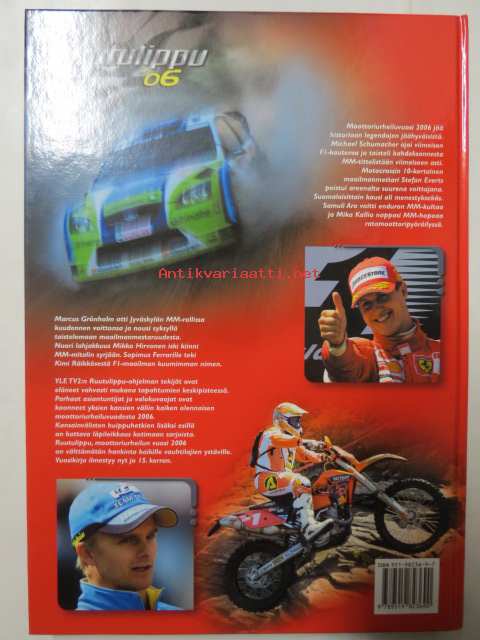 06
Moottoriurheiluvuosi 2006 jää
historiaan legendojen jäähyväisistä.
Michael Schumacher ajoi viimeisen
F1-kautensa ja taisteli kahdeksannesta
MM-tittelistään viimeiseen asti.
Motocrossin 10-kertainen
maailmanmestari Stefan Everts
poistui areenalta suurena voittajana.
Suomalaisittain kausi oli menestyksekäs.
Samuli Aro voitti enduron MM-kultaa
ja Mika Kallio nappasi MM-hopeaa
ratamoottoripyöräilyssä.
Antikvariaatti.net
BRIDGESTONE
Marcus Grönholm otti Jyväskylän MM-rallissa
kuudennen voittonsa ja nousi syksyllä
taistelemaan maailmanmestaruudesta.
Nuori lahjakkuus Mikko Hirvonen iski kiinni
MM-mitalin syrjään. Sopimus Ferrarille teki
Kimi Räikkösestä F1-maailman kuumimman nimen.
YLE TV2:n Ruutulippu-ohjelman tekijät ovat
eläneet vahvasti mukana tapahtumien keskipisteessä.
Parhaat asiantuntijat ja valokuvaajat ovat
koonneet yksien kansien väliin kaiken olennaisen
moottoriurheiluvuodesta 2006.
Kansainvälisten huippuhetkien lisäksi esillä
on kattava läpileikkaus kotimaan sarjoista.
Ruutulippu, moottoriurheilun vuosi 2006
on välttämätön hankinta kaikille vauhtilajien ystäville.
Vuosikirja ilmestyy nyt jo 15. kerran.